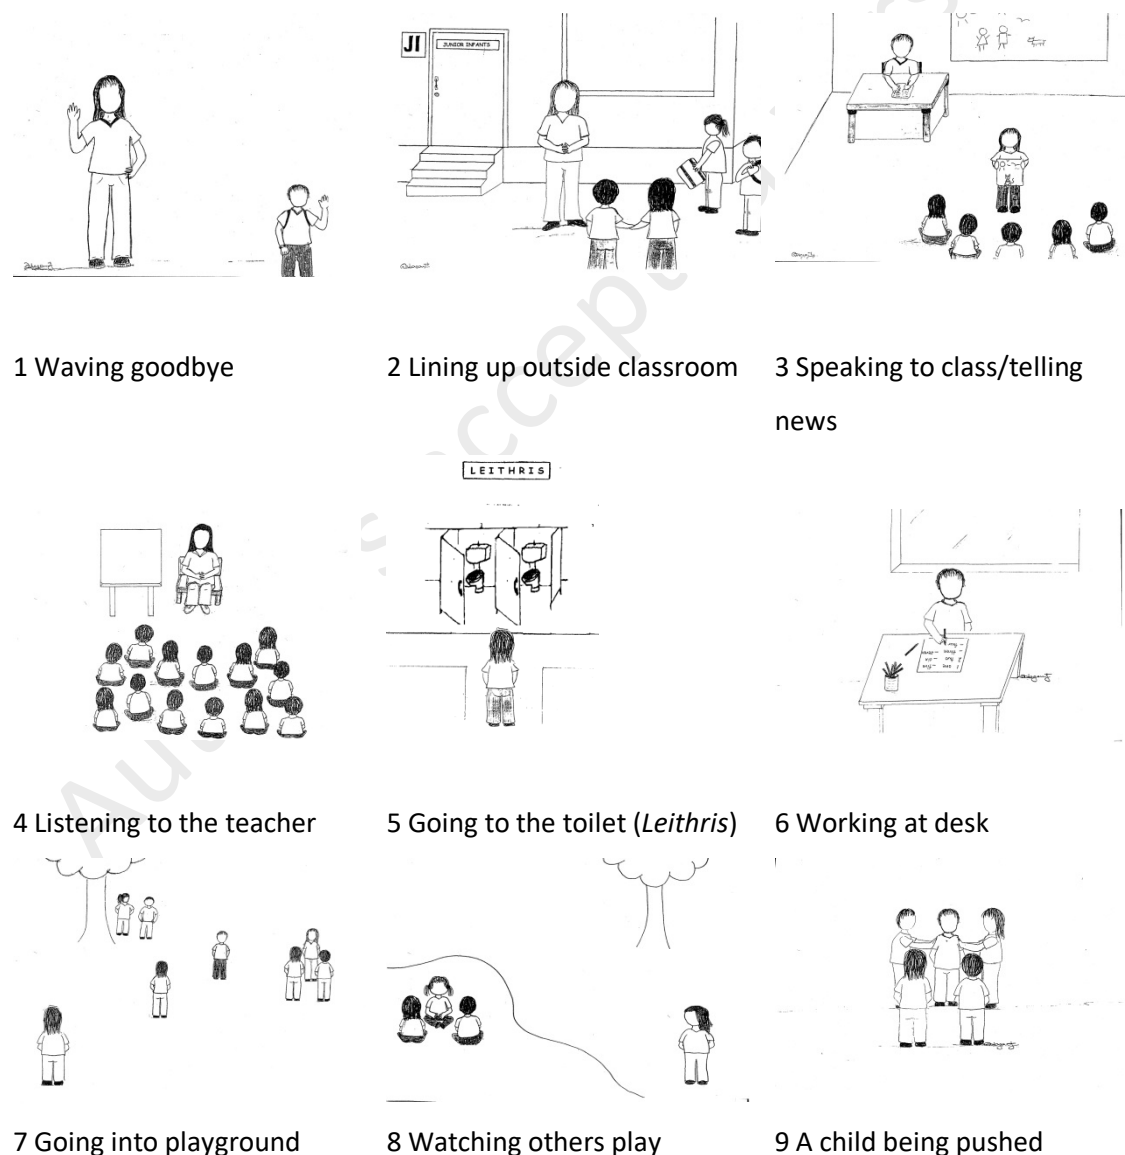 JI
JUNIOR INFANTS
1 Waving goodbye
2 Lining up outside classroom
3 Speaking to class/telling
news
LEITHRIS
4 Listening to the teacher
5 Going to the toilet (Leithris)
6 Working at desk
7 Going into playground
8 Watching others play
9 A child being pushed